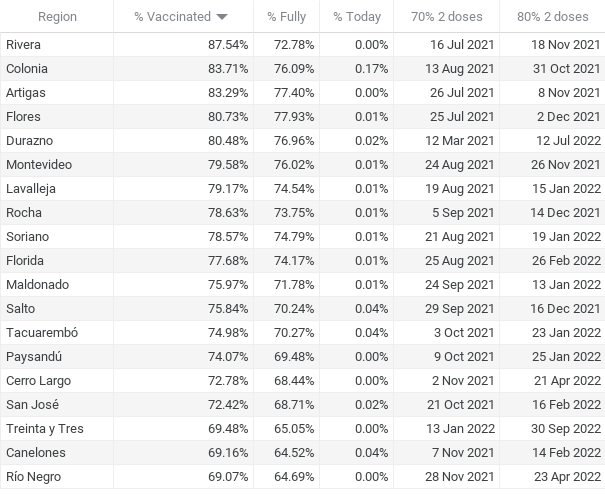 Region % Vaccinated % Fully % Today 70% 2 doses 80% 2 doses
Rivera 87.54% 72.78% 0.00% 16 Jul 2021 18 Nov 2021
Colonia 83.71% 76.09% 0.17% 13 Aug 2021 31 Oct 2021
Artigas 83.29% 77.40% 0.00% 26 Jul 2021 8 Nov 2021
Flores 80.73% 77.93% 0.01% 25 Jul 2021 2 Dec 2021
Durazno 80.48% 76.96% 0.02% 12 Mar 2021 12 Jul 2022
Montevideo 79.58% 76.02% 0.01% 24 Aug 2021 26 Nov 2021
Lavalleja 79.17% 74.54% 0.01% 19 Aug 2021 15 Jan 2022
Rocha 78.63% 73.75% 0.01% 5 Sep 2021 14 Dec 2021
Soriano 78.57% 74.79% 0.01% 21 Aug 2021 19 Jan 2022
Florida 77.68% 74.17% 0.01% 25 Aug 2021 26 Feb 2022
Maldonado 75.97% 71.78% 0.01% 24 Sep 2021 13 Jan 2022
Salto 75.84% 70.24% 0.04% 29 Sep 2021 16 Dec 2021
Tacuarembó 74.98% 70.27% 0.04% 3 Oct 2021 23 Jan 2022
Paysandú 74.07% 69.48% 0.00% 9 Oct 2021 25 Jan 2022
Cerro Largo 72.78% 68.44% 0.00% 2 Nov 2021 21 Apr 2022
San José 72.42% 68.71% 0.02% 21 Oct 2021 16 Feb 2022
Treinta y Tres 69.48% 65.05% 0.00% 13 Jan 2022 30 Sep 2022
Canelones 69.16% 64.52% 0.04% 7 Nov 2021 14 Feb 2022
Río Negro 69.07% 64.69% 0.00% 28 Nov 2021 23 Apr 2022